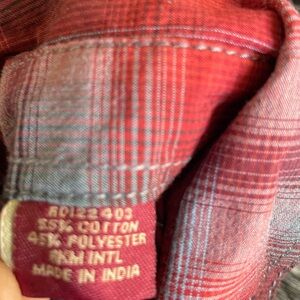 RD122403
55% COTTON
45% POLYESTER
RKM INTL
MADE IN INDIA